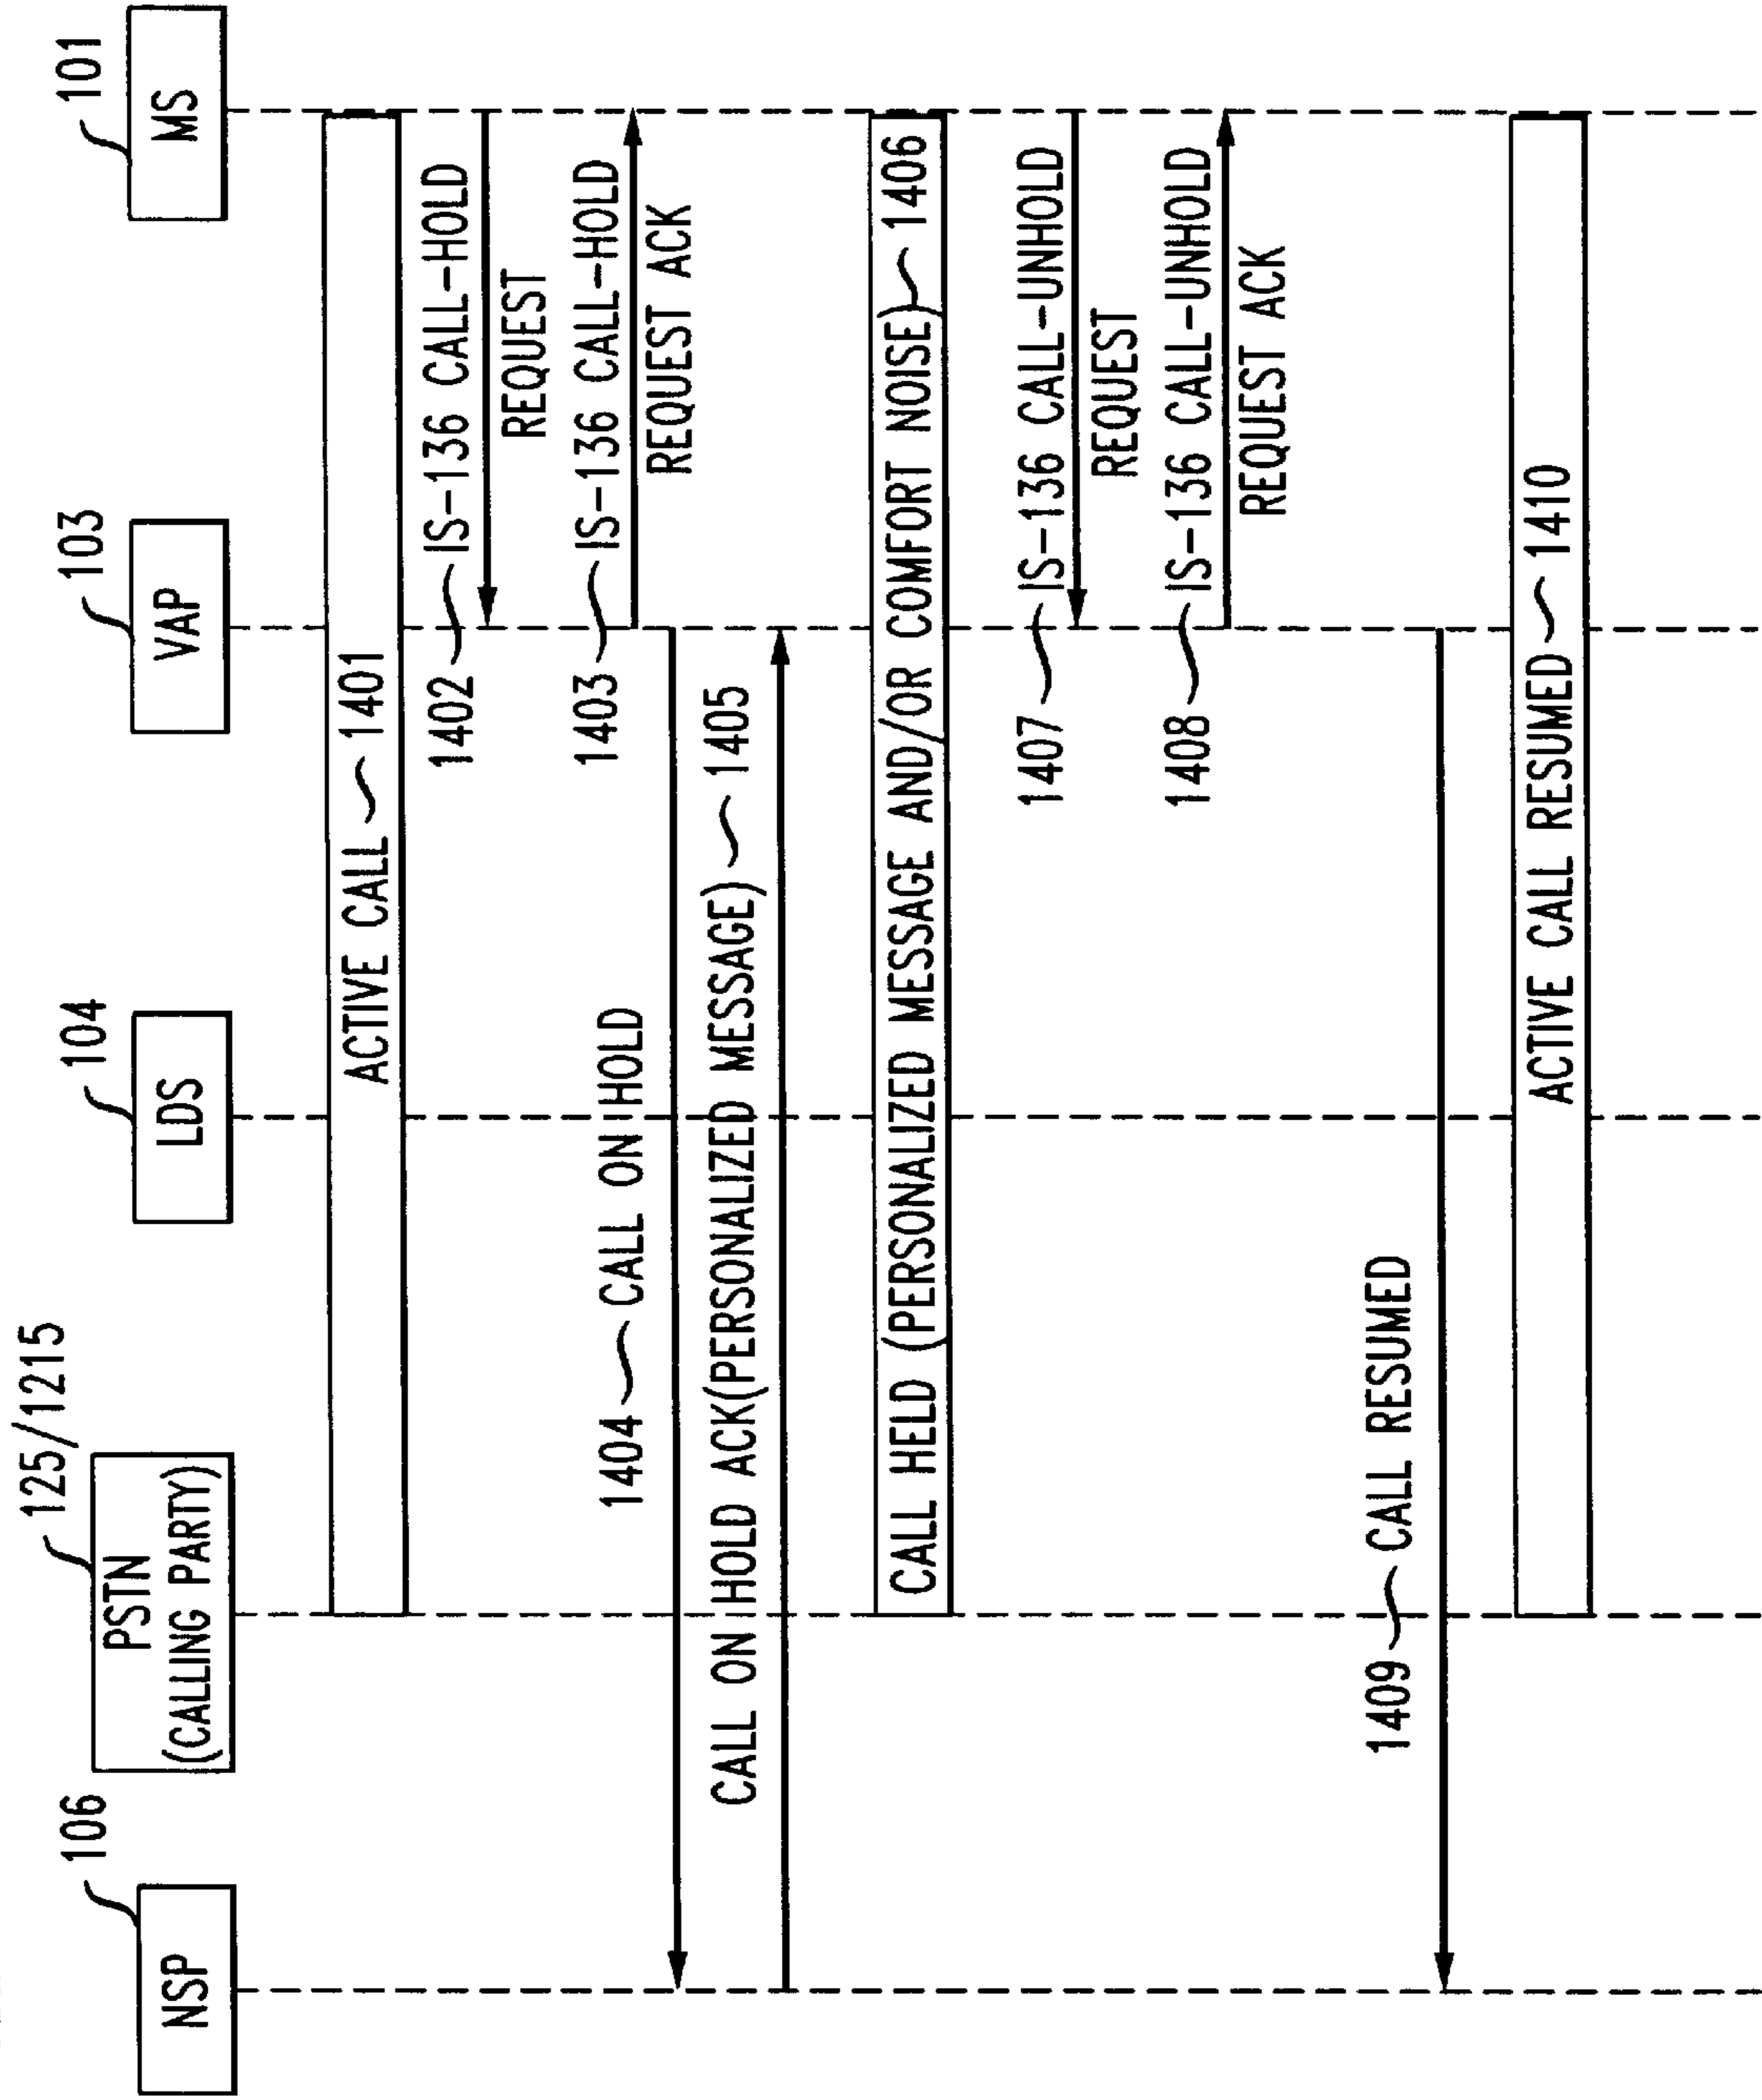 106
NSP
125/1215
PSTN
(CALLING PARTY)
104
LDS
103
VAP
101
MS
ACTIVE CALL 1401
1402 IS-136 CALL-HOLD
REQUEST
1403 IS-136 CALL-HOLD
REQUEST ACK
1404 CALL ON HOLD
CALL ON HOLD ACK(PERSONALIZED MESSAGE) 1405
CALL HELD (PERSONALIZED MESSAGE AND/OR COMFORT NOISE) 1406
1407 IS-136 CALL-UNHOLD
REQUEST
1408 IS-136 CALL-UNHOLD
REQUEST ACK
1409 CALL RESUMED
ACTIVE CALL RESUMED 1410